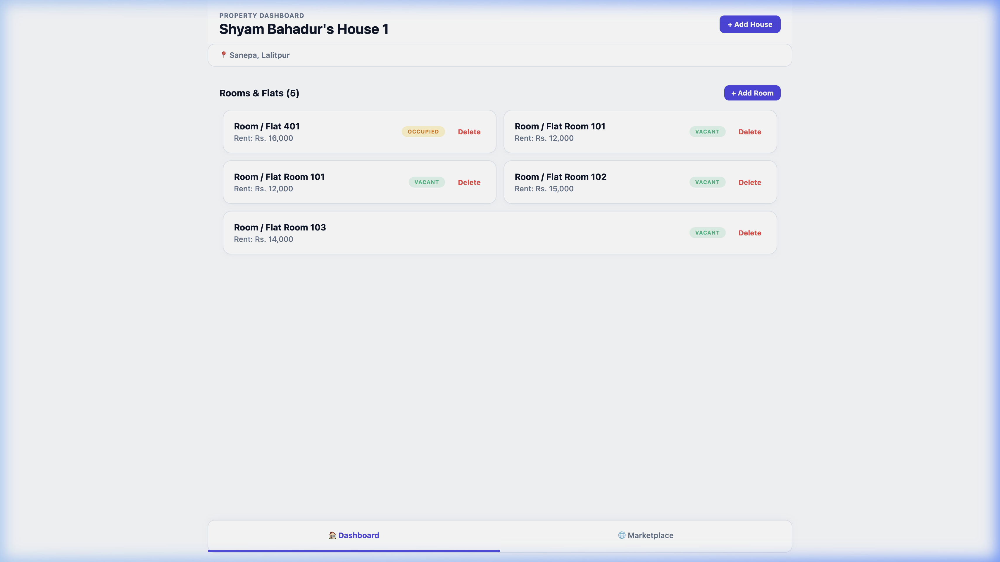 PROPERTY DASHBOARD
Shyam Bahadur's House 1
+ Add House
📍 Sanepa, Lalitpur
Rooms & Flats (5)
+ Add Room
Room / Flat 401
Rent: Rs. 16,000
OCCUPIED
Delete
Room / Flat Room 101
Rent: Rs. 12,000
VACANT
Delete
Room / Flat Room 101
Rent: Rs. 12,000
VACANT
Delete
Room / Flat Room 102
Rent: Rs. 15,000
VACANT
Delete
Room / Flat Room 103
Rent: Rs. 14,000
VACANT
Delete
🏠 Dashboard
🌐 Marketplace